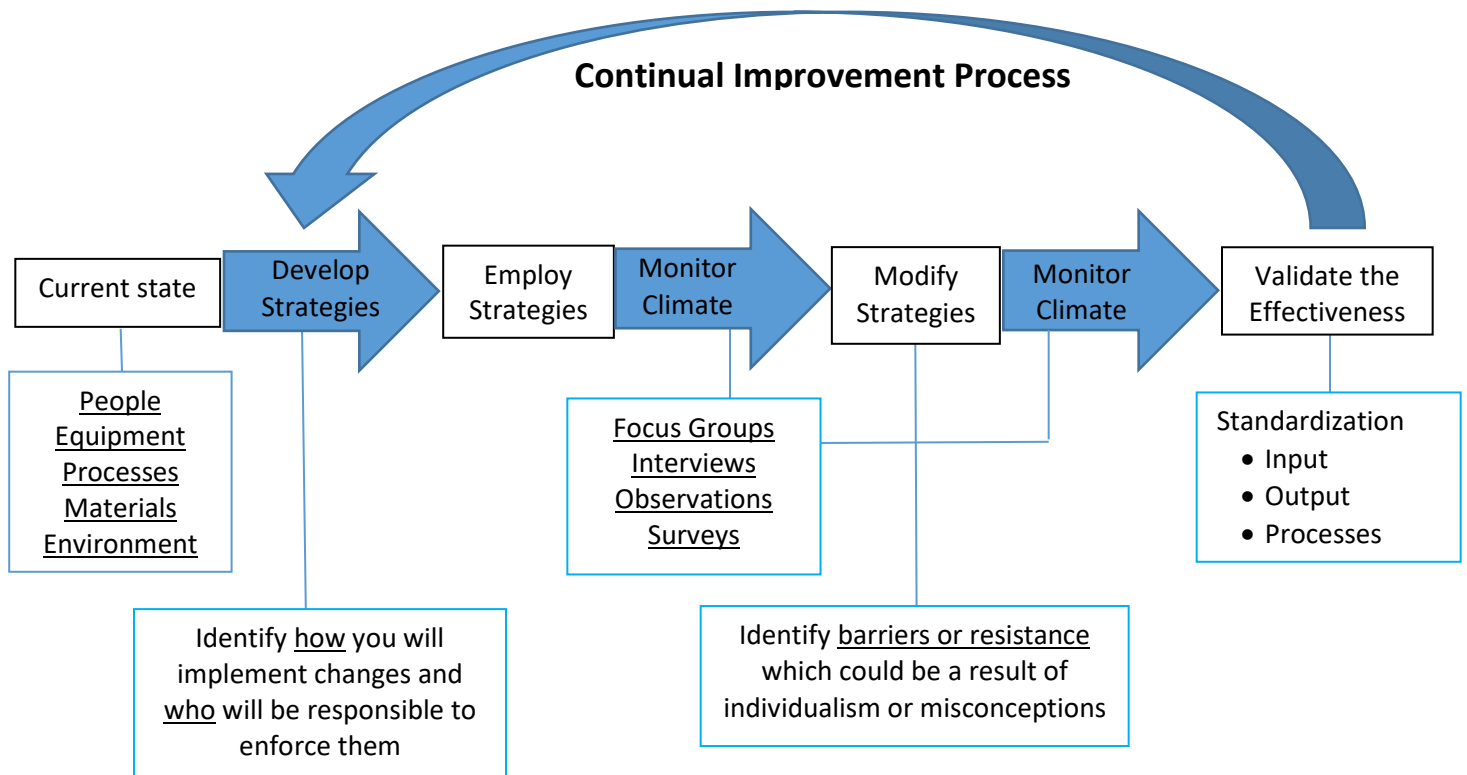 Continual Improvement Process
Current state
Develop
Strategies
Employ
Strategies
Monitor
Climate
Modify
Strategies
Monitor
Climate
Validate the
Effectiveness
People
Equipment
Processes
Materials
Environment
Focus Groups
Interviews
Observations
Surveys
Standardization
• Input
• Output
• Processes
Identify how you will
implement changes and
who will be responsible to
enforce them
Identify barriers or resistance
which could be a result of
individualism or misconceptions